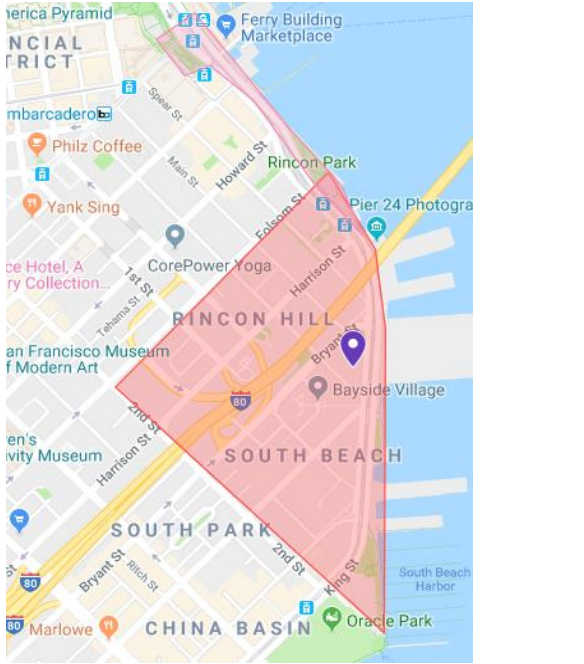 nerica Pyramid
Ferry Building
Marketplace
NCIAL
TRICT
Spear St
mbarcadero
Philz Coffee
Howard St
Main St
Rincon Park
Yank Sing
Folsom St
Pier 24 Photogra
CorePower Yoga
Harrison St
ce Hotel, A
ry Collection...
1st St
Tehama St
RINCON HILL
Bryant St
an Francisco Museum
f Modern Art
Bayside Village
80
2nd St
en's
ivity Museum
Harrison St
SOUTH BEACH
SOUTH PARK
2nd St
Bryant St
Ritch St
King St
South Beach
Harbor
80
80
Marlowe
CHINA BASIN
Oracle Park